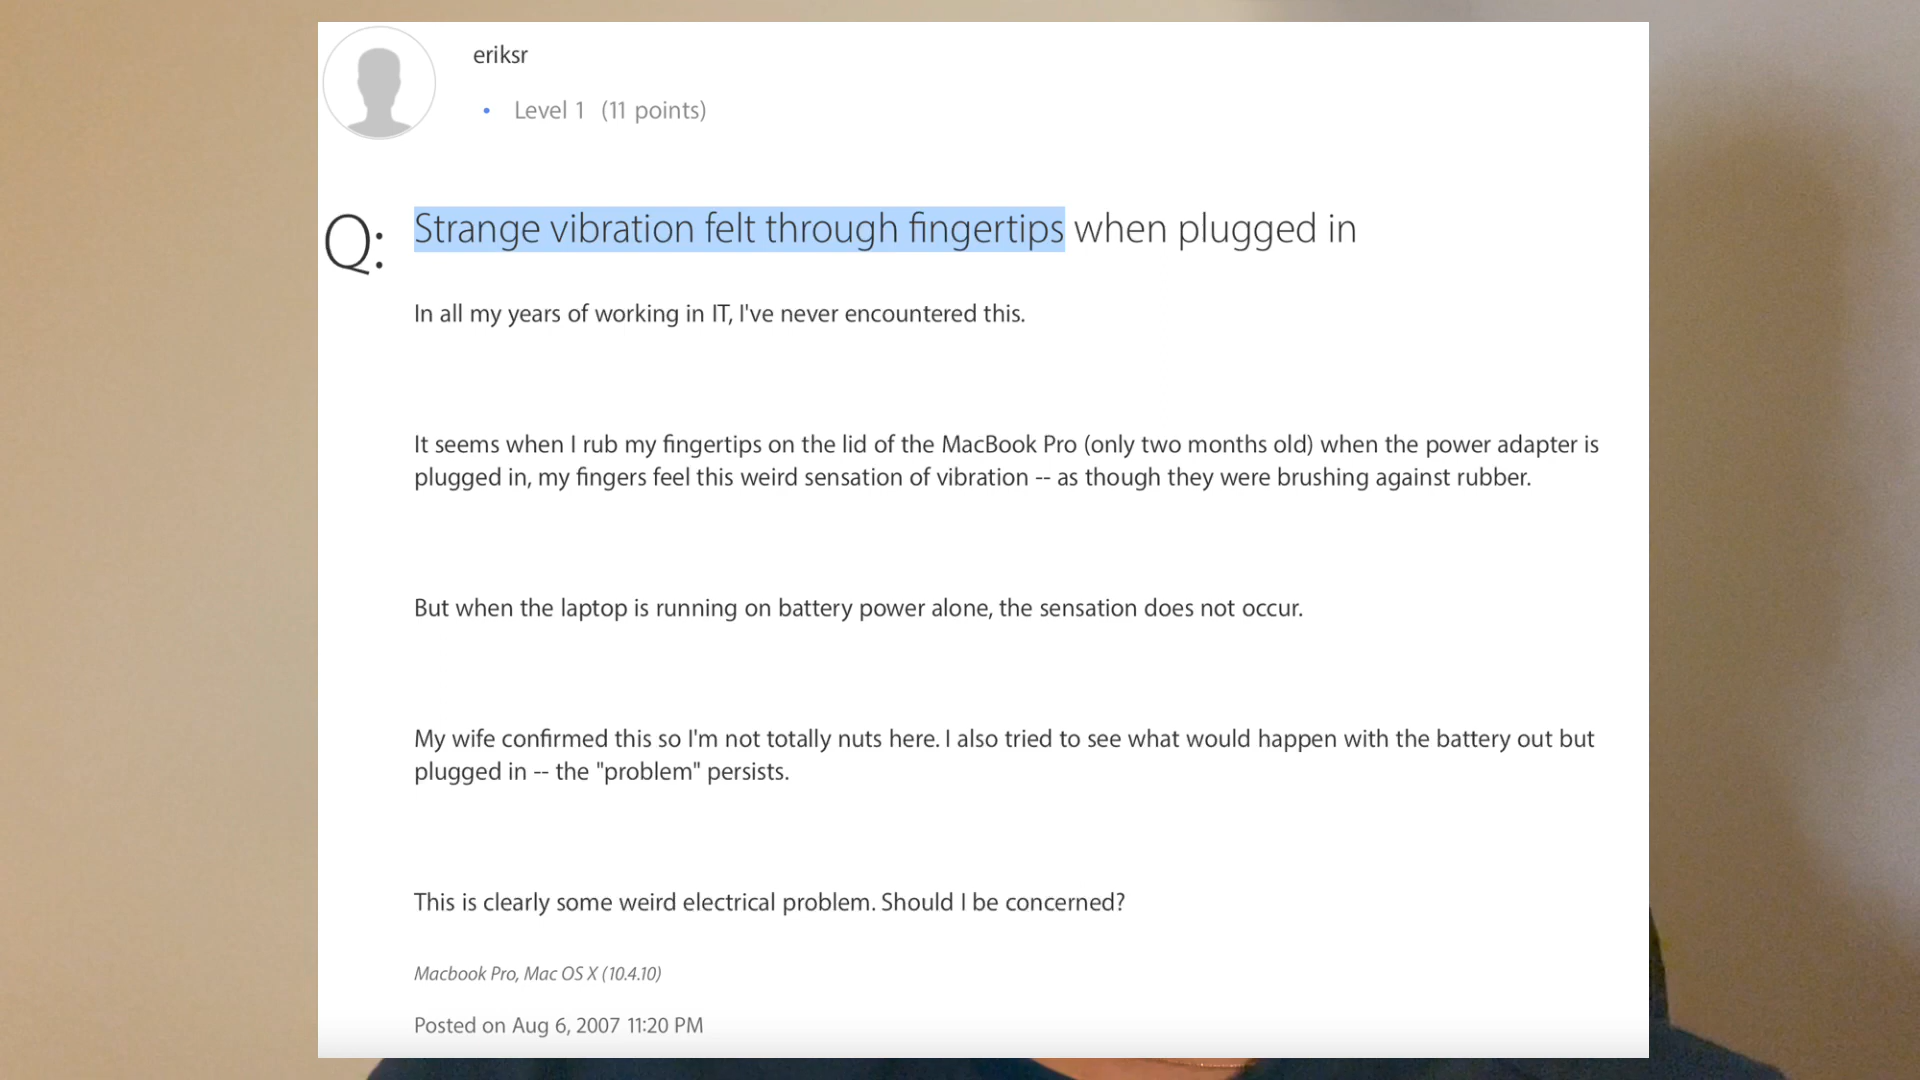 eriksr
• Level 1 (11 points)
Q: Strange vibration felt through fingertips when plugged in
In all my years of working in IT, I've never encountered this.
It seems when I rub my fingertips on the lid of the MacBook Pro (only two months old) when the power adapter is
plugged in, my fingers feel this weird sensation of vibration -- as though they were brushing against rubber.
But when the laptop is running on battery power alone, the sensation does not occur.
My wife confirmed this so I'm not totally nuts here. I also tried to see what would happen with the battery out but
plugged in -- the "problem" persists.
This is clearly some weird electrical problem. Should I be concerned?
Macbook Pro, Mac OS X (10.4.10)
Posted on Aug 6, 2007 11:20 PM